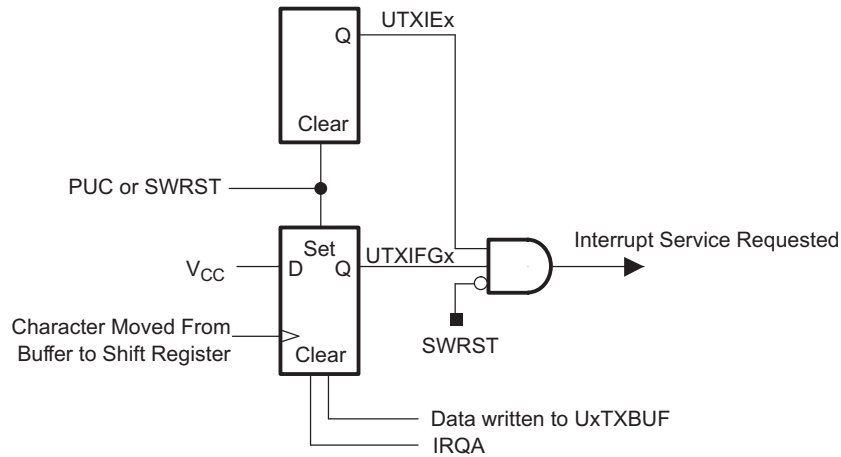 UTXIEx
Q
Clear
PUC or SWRST
Set
UTXIFGx
Interrupt Service Requested
VCC
D
Q
Character Moved From
Buffer to Shift Register
SWRST
Clear
Data written to UxTXBUF
IRQA